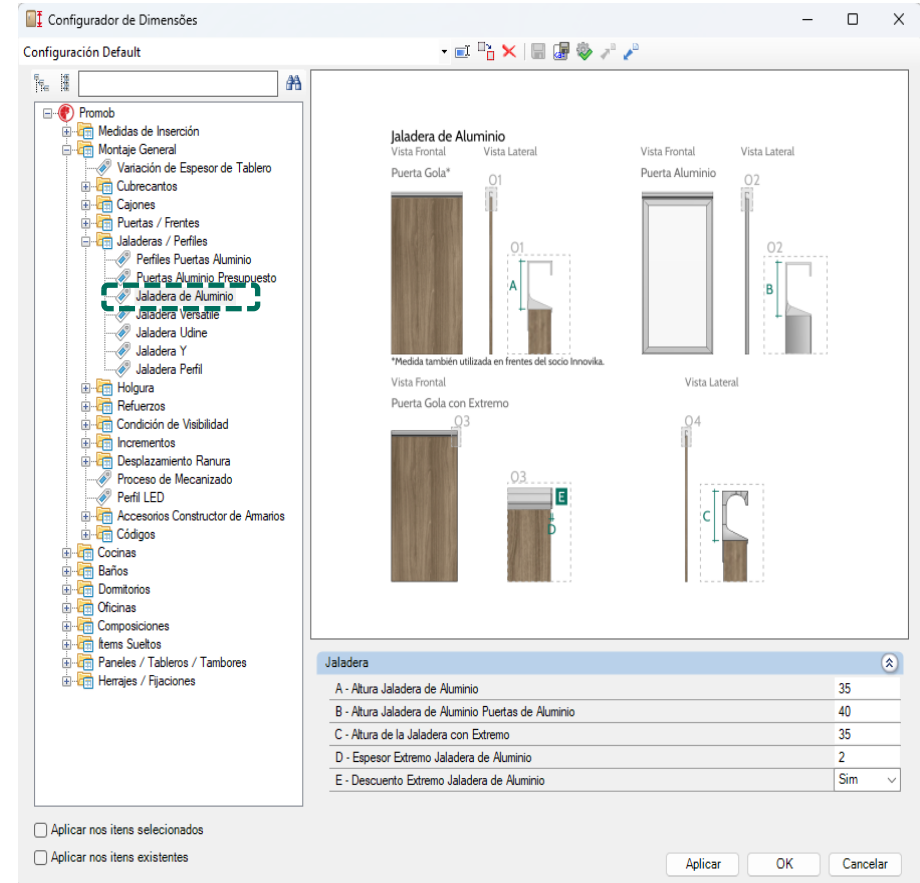 Configurador de Dimensões
Configuración Default
Promob
Medidas de Inserción
Montaje General
Variación de Espesor de Tablero
Cubrecantos
Cajones
Puertas / Frentes
Jaladeras / Perfiles
Perfiles Puertas Aluminio
Puertas Aluminio Presupuesto
Jaladera de Aluminio
Jaladera Versatile
Jaladera Udine
Jaladera Y
Jaladera Perfil
Holgura
Refuerzos
Condición de Visibilidad
Incrementos
Desplazamiento Ranura
Proceso de Mecanizado
Perfil LED
Accesorios Constructor de Armarios
Códigos
Cocinas
Baños
Dormitorios
Oficinas
Composiciones
Ítems Sueltos
Paneles / Tableros / Tambores
Herrajes / Fijaciones
Jaladera de Aluminio
Vista Frontal Vista Lateral Vista Frontal Vista Lateral
Puerta Gola* 01 Puerta Aluminio 02
01 02
A B
*Medida también utilizada en frentes del socio Innovika.
Vista Frontal Vista Lateral
Puerta Gola con Extremo
03 04
03
E
C
D
Jaladera
A - Altura Jaladera de Aluminio 35
B - Altura Jaladera de Aluminio Puertas de Aluminio 40
C - Altura de la Jaladera con Extremo 35
D - Espesor Extremo Jaladera de Aluminio 2
E - Descuento Extremo Jaladera de Aluminio Sim
Aplicar nos itens selecionados
Aplicar nos itens existentes
Aplicar OK Cancelar